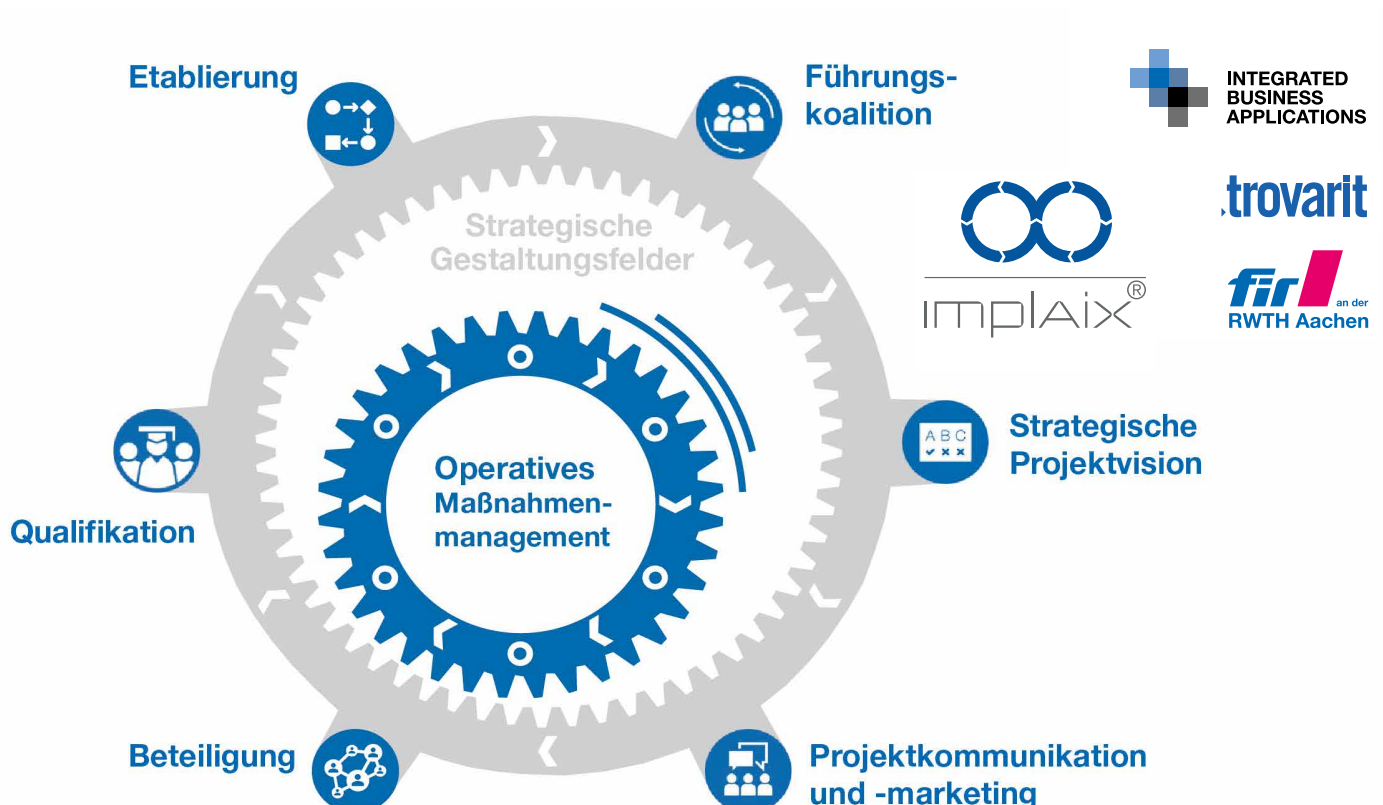 Etablierung
Führungs-
koalition
INTEGRATED
BUSINESS
APPLICATIONS
Strategische
Gestaltungsfelder
ImplAix®
.trovarit
fir
an der
RWTH Aachen
Operatives
Maßnahmen-
management
ABC
Strategische
Projektvision
Qualifikation
Beteiligung
Projektkommunikation
und -marketing